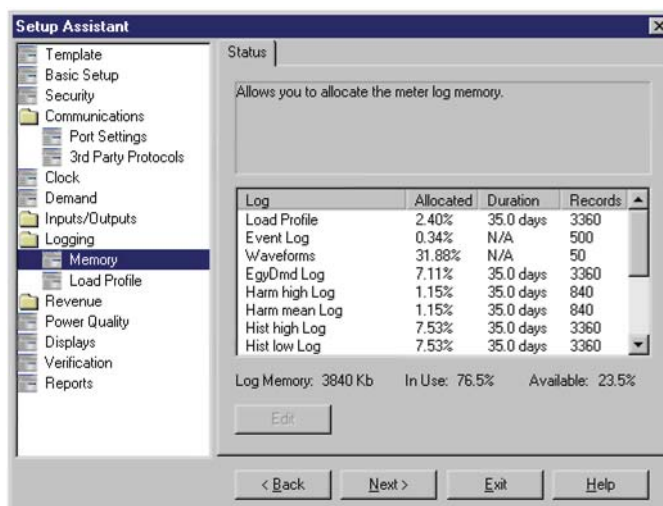 Setup Assistant
Template
Basic Setup
Security
Communications
Port Settings
3rd Party Protocols
Clock
Demand
Inputs/Outputs
Logging
Memory
Load Profile
Revenue
Power Quality
Displays
Verification
Reports
Status
Allows you to allocate the meter log memory.
Log Allocated Duration Records
Load Profile 2.40% 35.0 days 3360
Event Log 0.34% N/A 500
Waveforms 31.88% N/A 50
EgyDmd Log 7.11% 35.0 days 3360
Harm high Log 1.15% 35.0 days 840
Harm mean Log 1.15% 35.0 days 840
Hist high Log 7.53% 35.0 days 3360
Hist low Log 7.53% 35.0 days 3360
Log Memory: 3840 Kb In Use: 76.5% Available: 23.5%
Edit
< Back Next > Exit Help